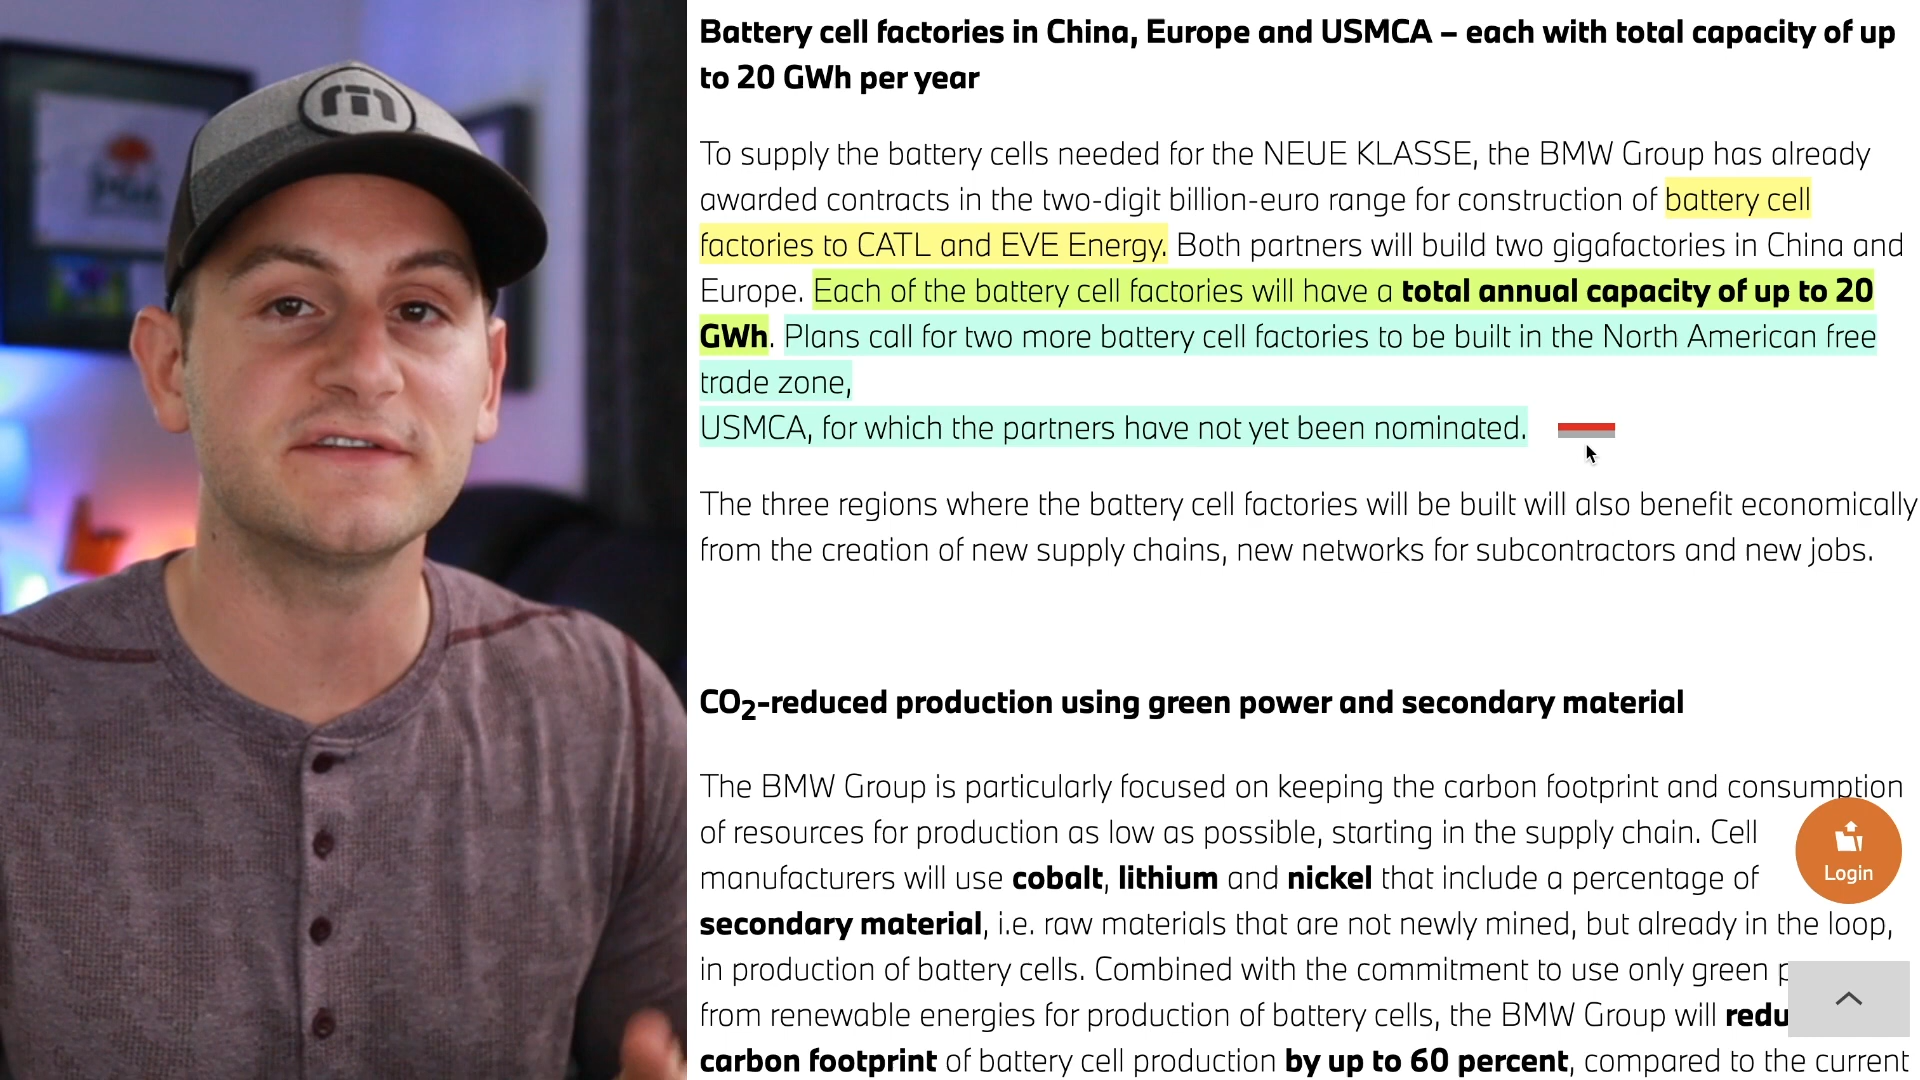 Battery cell factories in China, Europe and USMCA – each with total capacity of up
to 20 GWh per year
To supply the battery cells needed for the NEUE KLASSE, the BMW Group has already
awarded contracts in the two-digit billion-euro range for construction of battery cell
factories to CATL and EVE Energy. Both partners will build two gigafactories in China and
Europe. Each of the battery cell factories will have a total annual capacity of up to 20
GWh. Plans call for two more battery cell factories to be built in the North American free
trade zone,
USMCA, for which the partners have not yet been nominated.
The three regions where the battery cell factories will be built will also benefit economically
from the creation of new supply chains, new networks for subcontractors and new jobs.
CO2-reduced production using green power and secondary material
The BMW Group is particularly focused on keeping the carbon footprint and consumption
of resources for production as low as possible, starting in the supply chain. Cell
manufacturers will use cobalt, lithium and nickel that include a percentage of
secondary material, i.e. raw materials that are not newly mined, but already in the loop,
in production of battery cells. Combined with the commitment to use only green
from renewable energies for production of battery cells, the BMW Group will
carbon footprint of battery cell production by up to 60 percent, compared to the current
Login
PGA